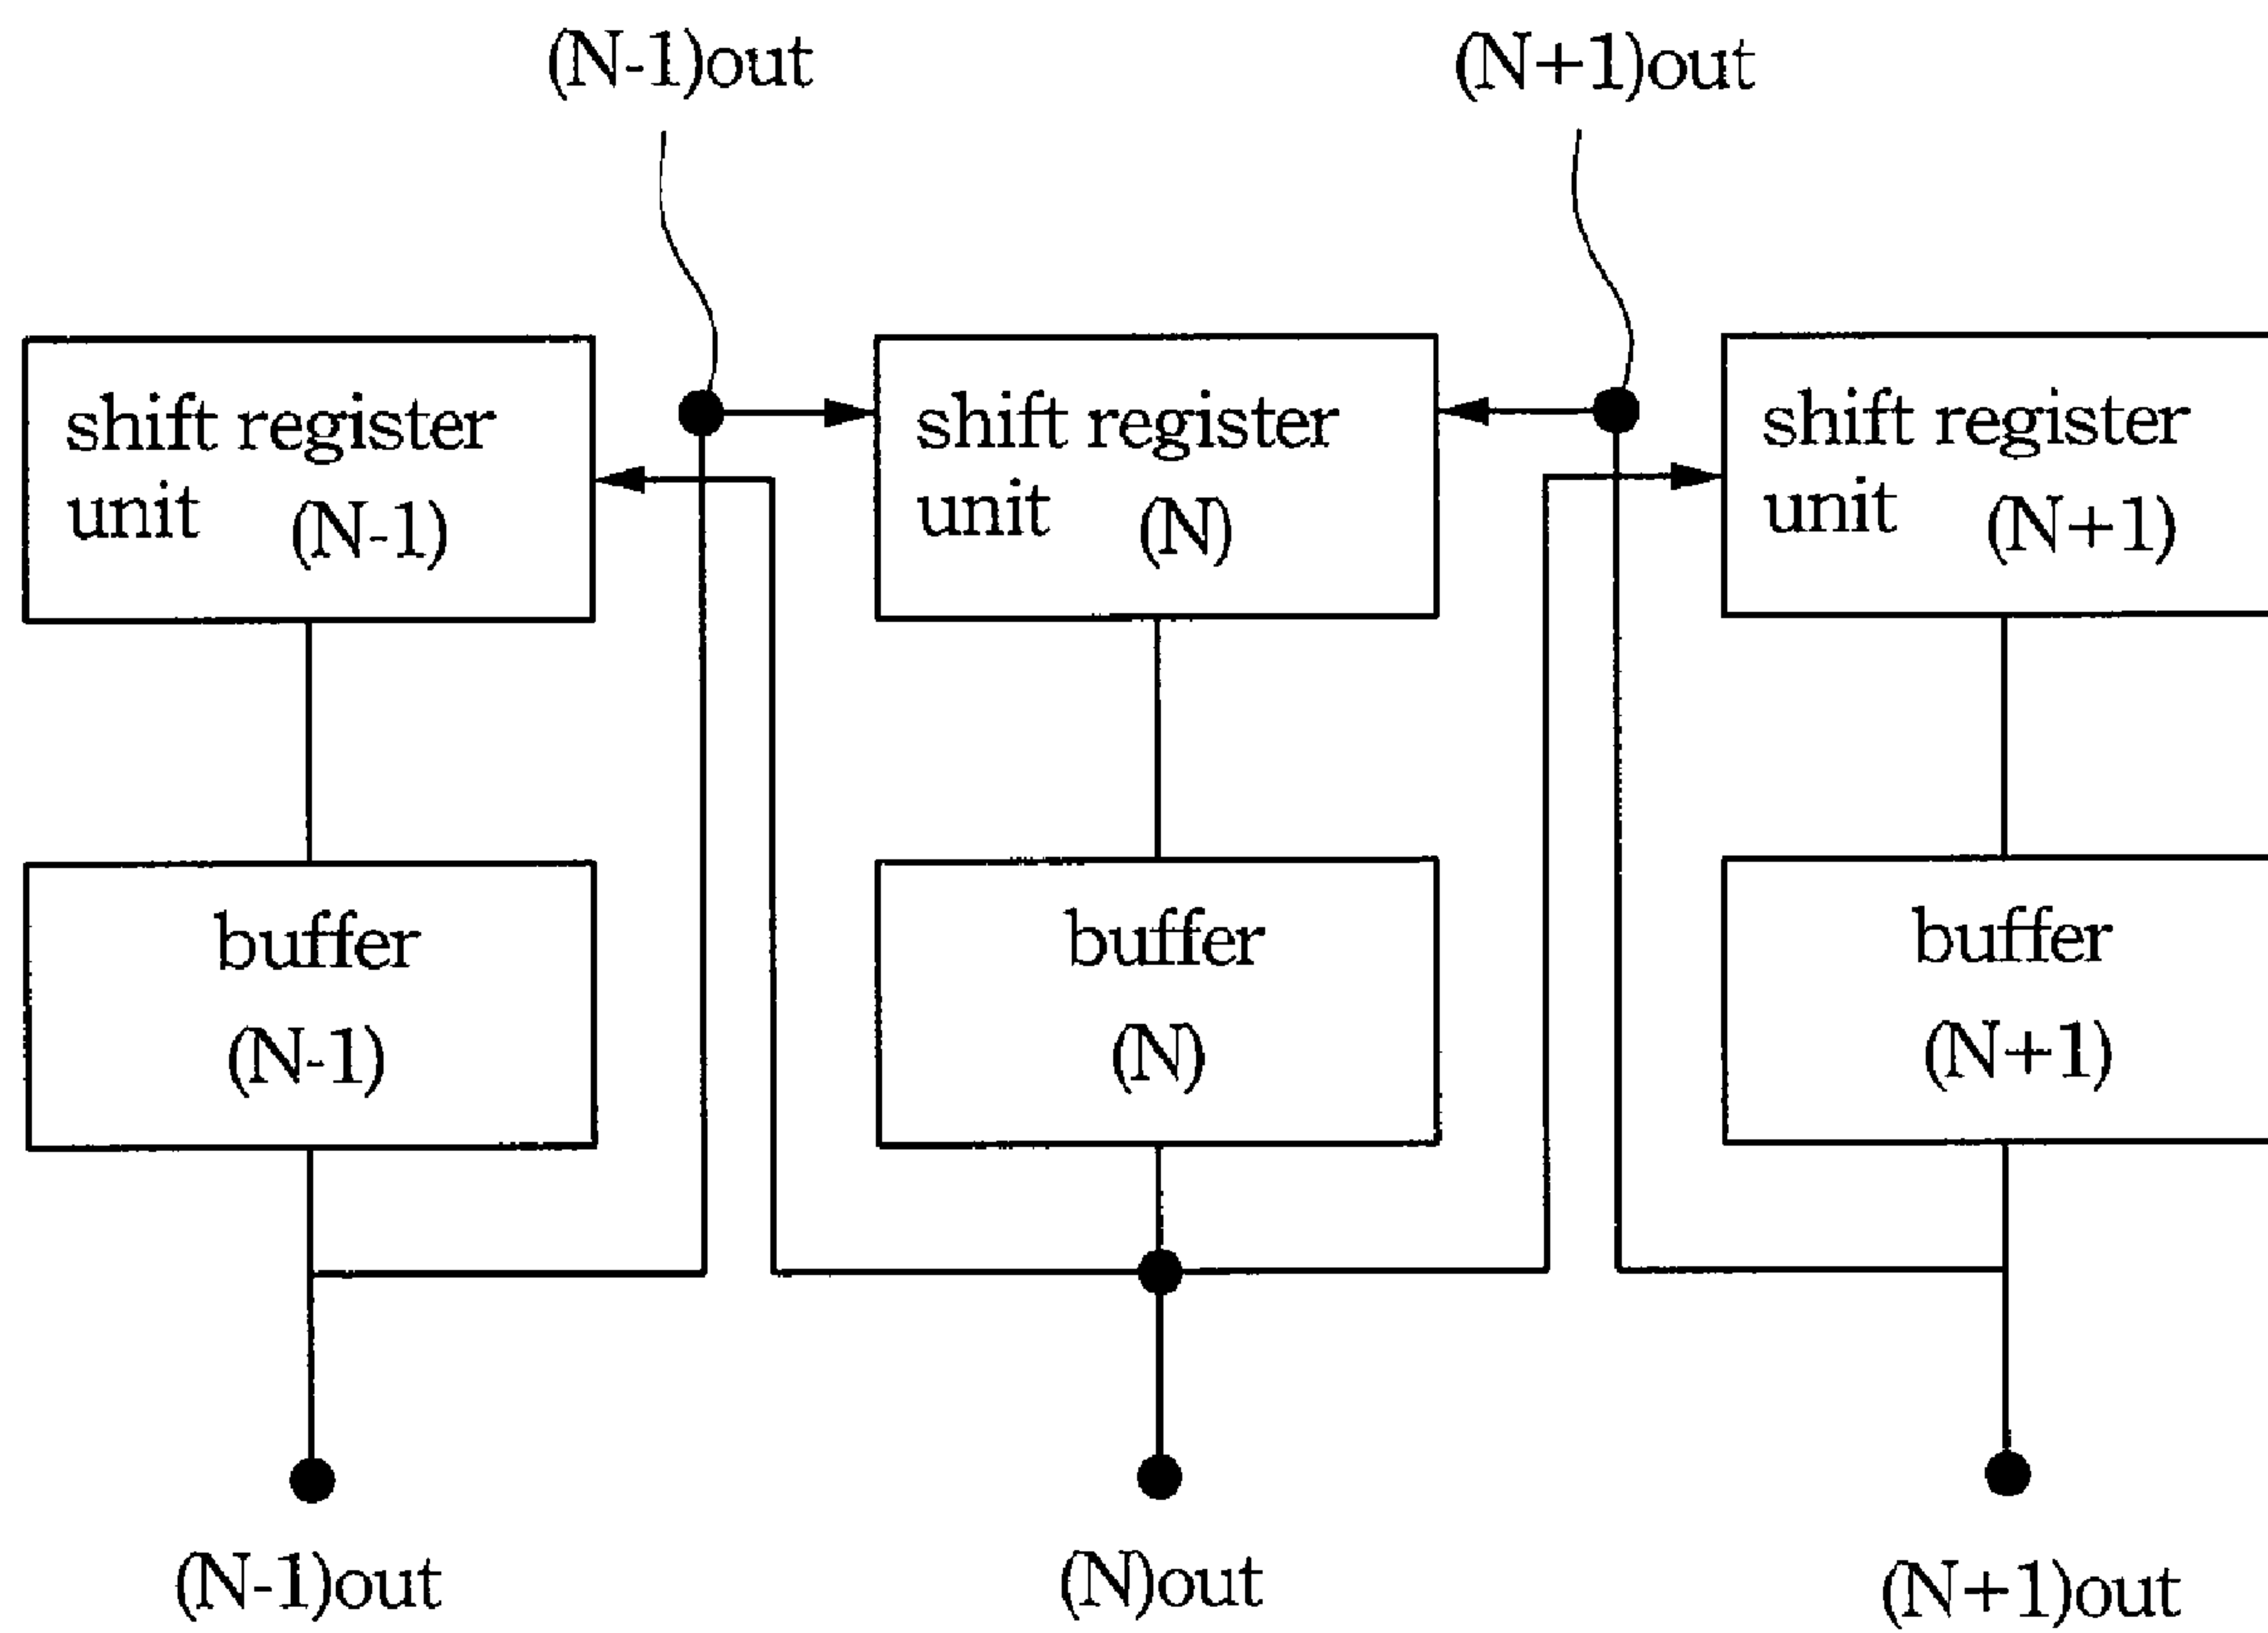 (N-1)out
(N+1)out
shift register
unit (N-1)
shift register
unit (N)
shift register
unit (N+1)
buffer
(N-1)
buffer
(N)
buffer
(N+1)
(N-1)out
(N)out
(N+1)out